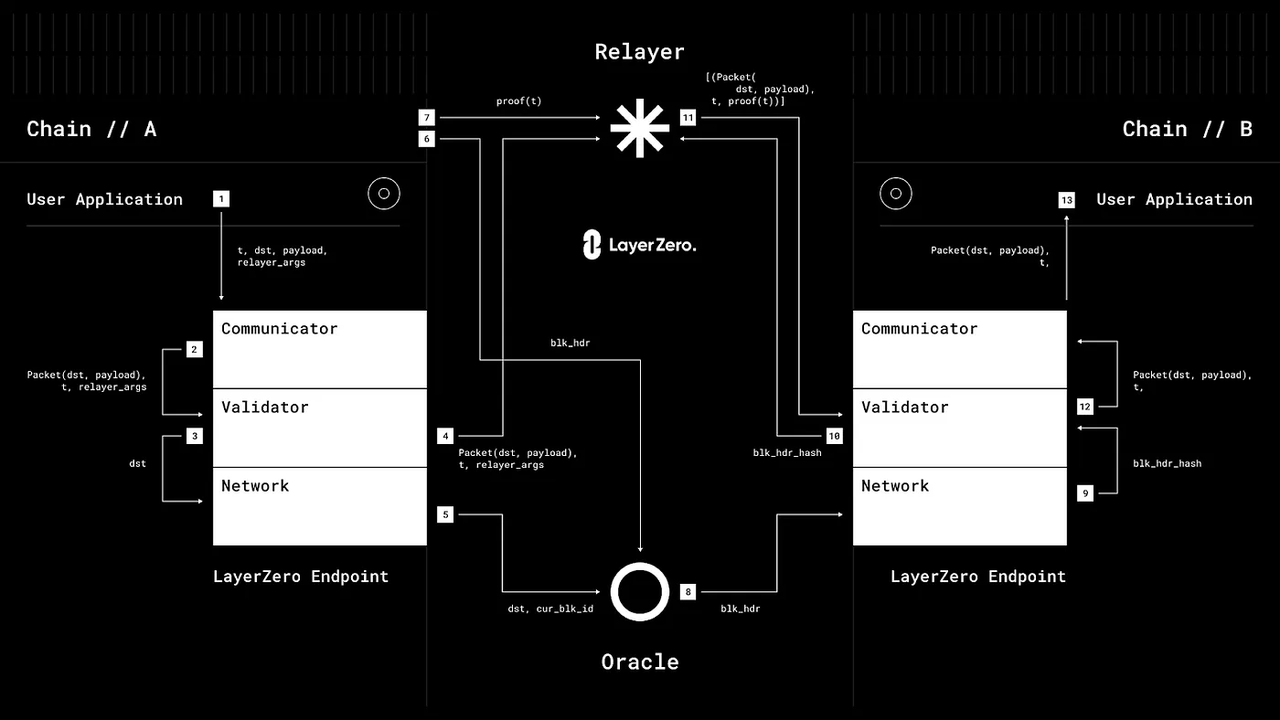 Relayer
[(Packet(
dst, payload),
t, proof(t))]
proof(t)
7
11
6
Chain // A
Chain // B
User Application
1
13
User Application
t, dst, payload,
relayer_args
LayerZero.
Packet(dst, payload),
t,
Communicator
Communicator
2
blk_hdr
Packet(dst, payload),
t, relayer_args
Packet(dst, payload),
t,
Validator
Validator
12
3
4
10
dst
Packet(dst, payload),
t, relayer_args
blk_hdr_hash
blk_hdr_hash
Network
Network
9
5
LayerZero Endpoint
LayerZero Endpoint
8
dst, cur_blk_id
blk_hdr
Oracle